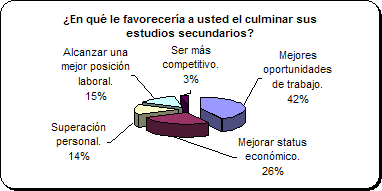 ¿En qué le favorecería a usted el culminar sus
estudios secundarios?
Alcanzar una
mejor posición
laboral.
15%
Ser más
competitivo.
3%
Mejores
oportunidades
de trabajo.
42%
Superación
personal.
14%
Mejorar status
económico.
26%